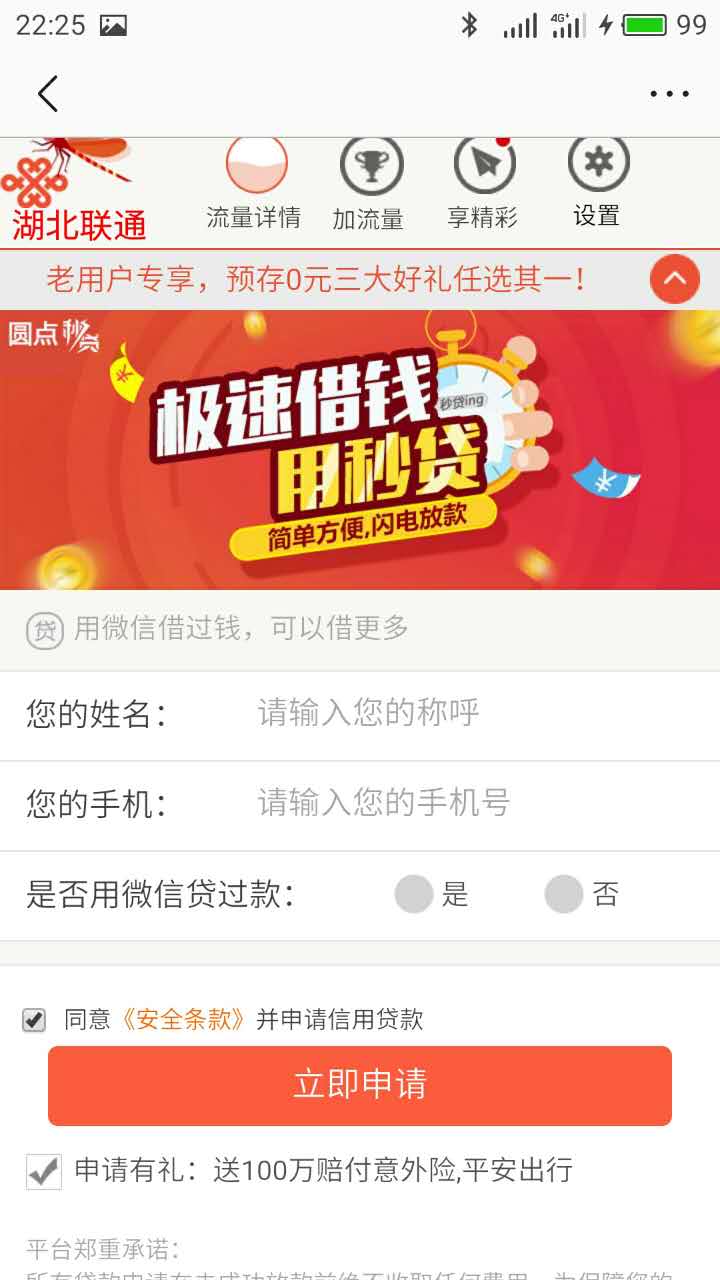 22:25
4G+
99
湖北联通
流量详情
加流量
享精彩
设置
老用户专享，预存0元三大好礼任选其一！
圆点秒贷
极速借钱
秒贷ing
用秒贷
简单方便,闪电放款
贷 用微信借过钱，可以借更多
您的姓名： 请输入您的称呼
您的手机： 请输入您的手机号
是否用微信贷过款： 是 否
同意《安全条款》并申请信用贷款
立即申请
申请有礼：送100万赔付意外险,平安出行
平台郑重承诺：